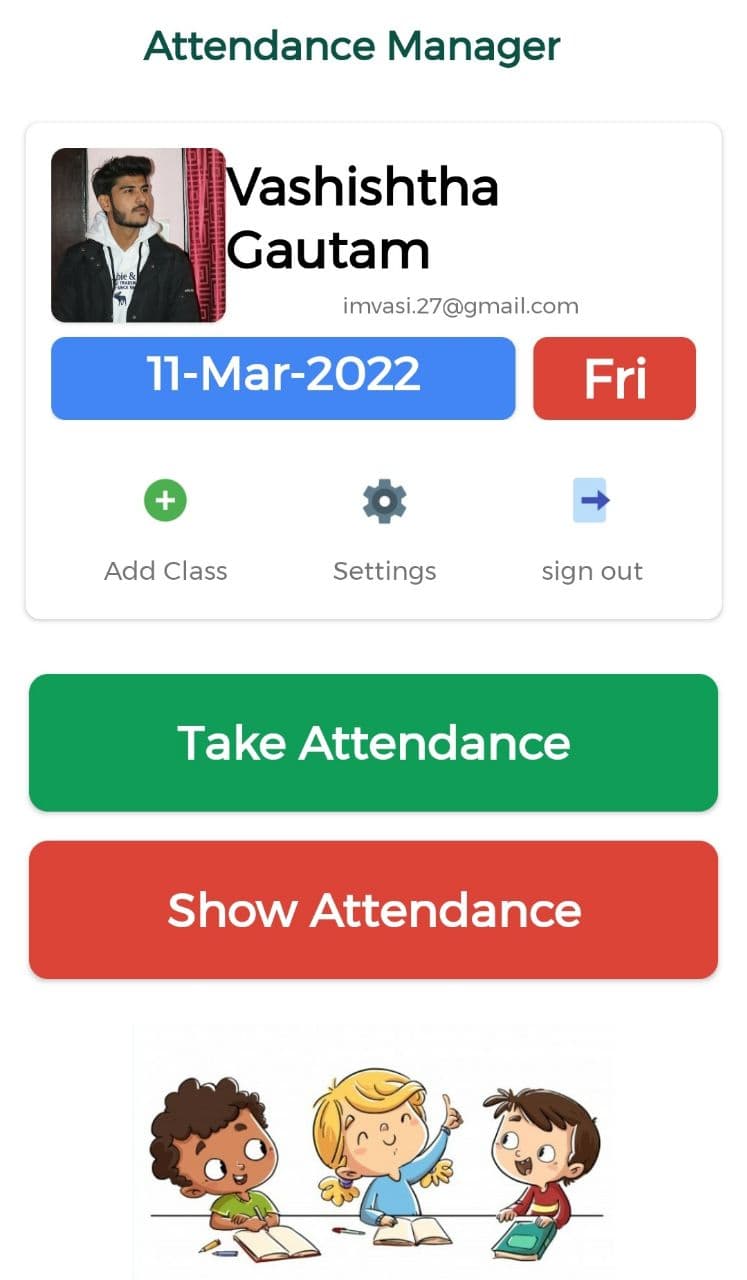 Attendance Manager
Vashishtha
Gautam
imvasi.27@gmail.com
11-Mar-2022
Fri
Add Class
Settings
sign out
Take Attendance
Show Attendance